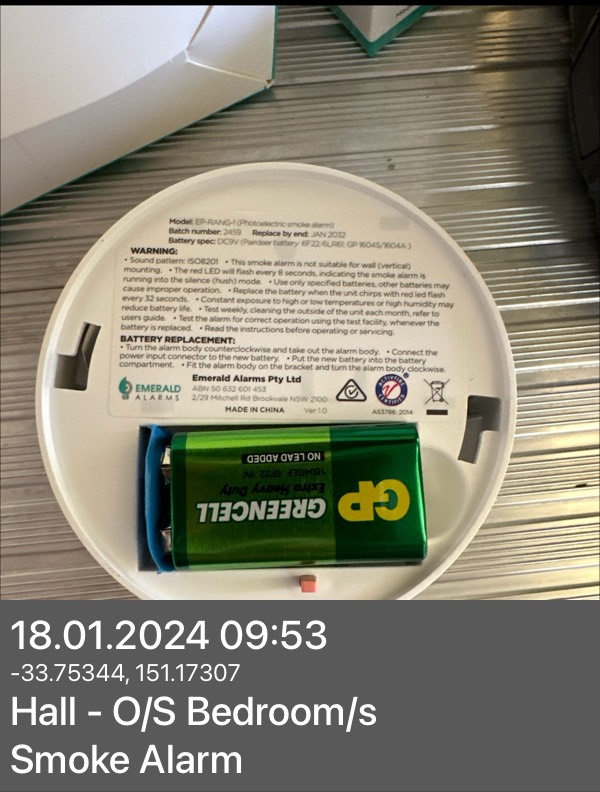 Model: EP-RANG-1 (Photoelectric smoke alarm)
Batch number: 2459 Replace by end: JAN 2032
Battery spec: DC9V (Pairdeer battery: 6F22/6LR61; GP 1604S/1604A)
WARNING:
• Sound pattern: ISO8201 • This smoke alarm is not suitable for wall (vertical)
mounting. • The red LED will flash every 8 seconds, indicating the smoke alarm is
running into the silence (hush) mode. • Use only specified batteries, other batteries may
cause improper operation. • Replace the battery when the unit chirps with red led flash
every 32 seconds. • Constant exposure to high or low temperatures or high humidity may
reduce battery life. • Test weekly, cleaning the outside of the unit each month, refer to
users guide. • Test the alarm for correct operation using the test facility, whenever the
battery is replaced. • Read the instructions before operating or servicing.
BATTERY REPLACEMENT:
• Turn the alarm body counterclockwise and take out the alarm body. • Connect the
power input connector to the new battery. • Put the new battery into the battery
compartment. • Fit the alarm body on the bracket and turn the alarm body clockwise.
EMERALD
ALARMS
Emerald Alarms Pty Ltd
ABN 50 632 601 453
2/29 Mitchell Rd Brookvale NSW 2100
MADE IN CHINA Ver 1.0
ACTIVFIRE
CERTIFIED
AS3786: 2014
GP
GREENCELL
Extra Heavy Duty
1604GLF 6F22 9V
NO LEAD ADDED
18.01.2024 09:53
-33.75344, 151.17307
Hall - O/S Bedroom/s
Smoke Alarm